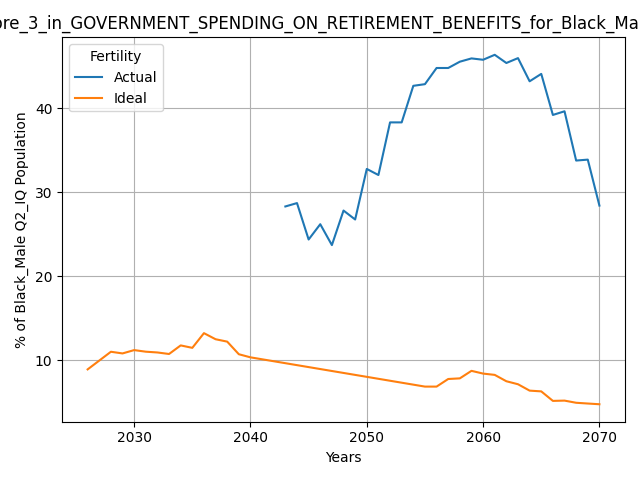 ore_3_in_GOVERNMENT_SPENDING_ON_RETIREMENT_BENEFITS_for_Black_Ma
Fertility
Actual
Ideal
% of Black_Male Q2_IQ Population
40
30
20
10
2030
2040
2050
2060
2070
Years